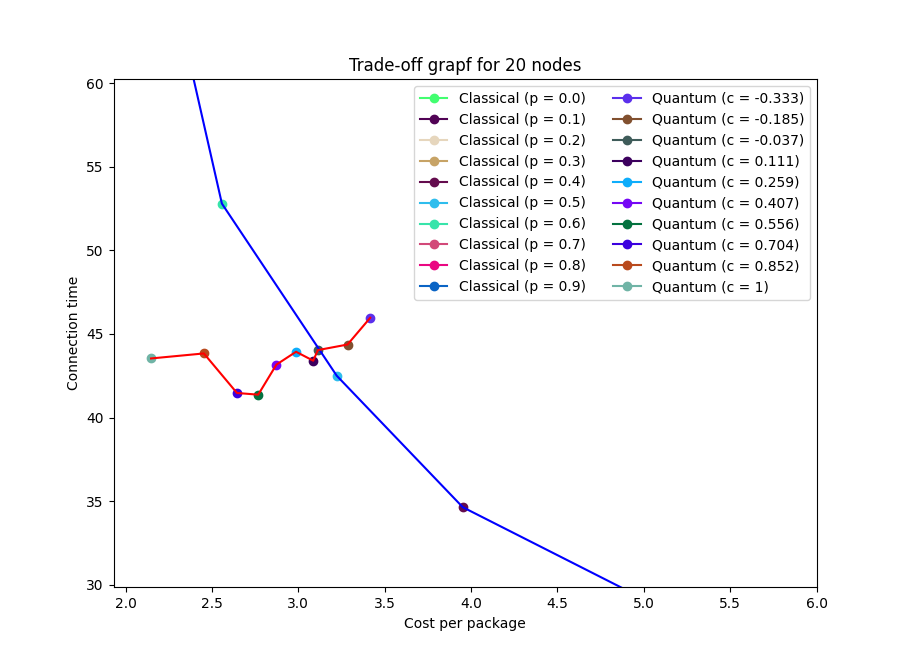 Trade-off grapf for 20 nodes
60
55
50
45
40
35
30
Connection time
Classical (p = 0.0)
Classical (p = 0.1)
Classical (p = 0.2)
Classical (p = 0.3)
Classical (p = 0.4)
Classical (p = 0.5)
Classical (p = 0.6)
Classical (p = 0.7)
Classical (p = 0.8)
Classical (p = 0.9)
Quantum (c = -0.333)
Quantum (c = -0.185)
Quantum (c = -0.037)
Quantum (c = 0.111)
Quantum (c = 0.259)
Quantum (c = 0.407)
Quantum (c = 0.556)
Quantum (c = 0.704)
Quantum (c = 0.852)
Quantum (c = 1)
2.0 2.5 3.0 3.5 4.0 4.5 5.0 5.5 6.0
Cost per package